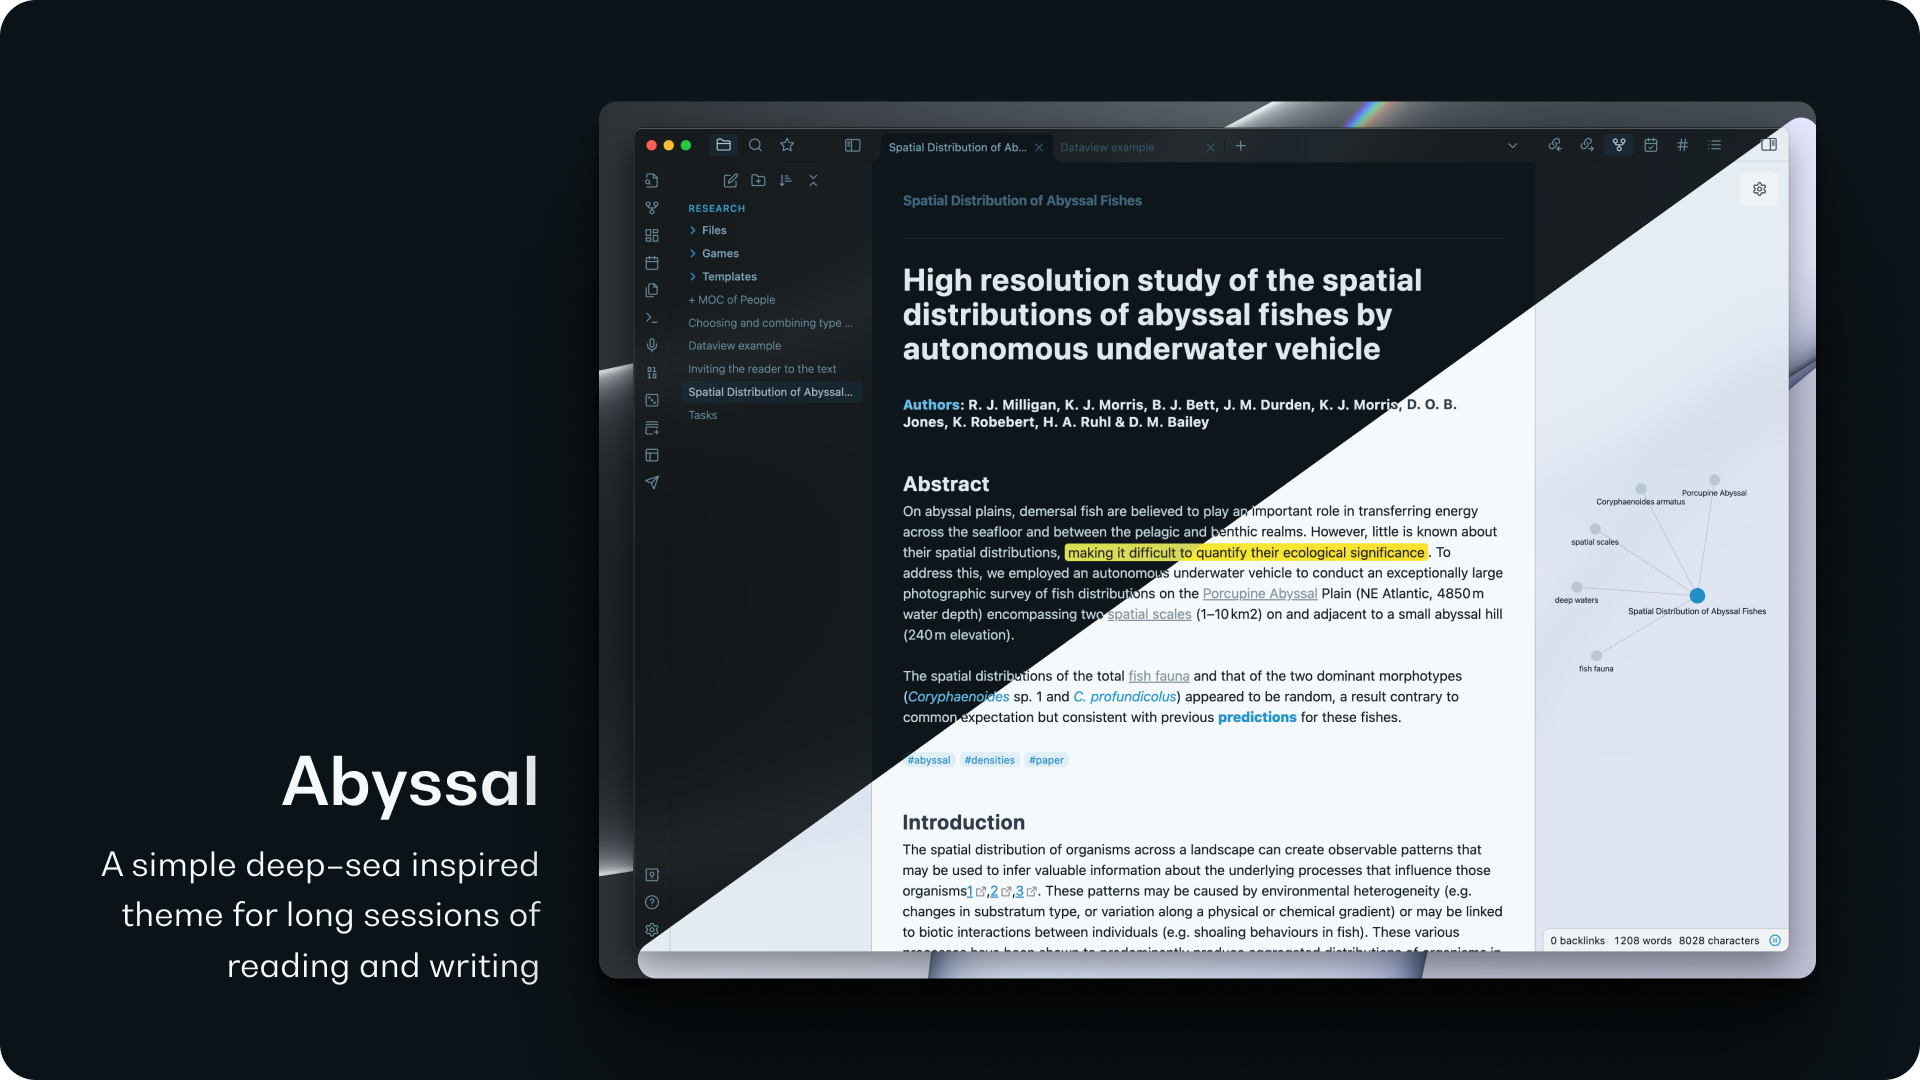 Abyssal
A simple deep-sea inspired
theme for long sessions of
reading and writing
Spatial Distribution of Ab...
Dataview example
RESEARCH
Files
Games
Templates
+ MOC of People
Choosing and combining type ...
Dataview example
Inviting the reader to the text
Spatial Distribution of Abyssal...
Tasks
Spatial Distribution of Abyssal Fishes
High resolution study of the spatial
distributions of abyssal fishes by
autonomous underwater vehicle
Authors: R. J. Milligan, K. J. Morris, B. J. Bett, J. M. Durden, K. J. Morris, D. O. B.
Jones, K. Robebert, H. A. Ruhl & D. M. Bailey
Abstract
On abyssal plains, demersal fish are believed to play an important role in transferring energy
across the seafloor and between the pelagic and benthic realms. However, little is known about
their spatial distributions, making it difficult to quantify their ecological significance. To
address this, we employed an autonomous underwater vehicle to conduct an exceptionally large
photographic survey of fish distributions on the Porcupine Abyssal Plain (NE Atlantic, 4850 m
water depth) encompassing two spatial scales (1–10 km2) on and adjacent to a small abyssal hill
(240 m elevation).
The spatial distributions of the total fish fauna and that of the two dominant morphotypes
(Coryphaenoides sp. 1 and C. profundicolus) appeared to be random, a result contrary to
common expectation but consistent with previous predictions for these fishes.
#abyssal #densities #paper
Introduction
The spatial distribution of organisms across a landscape can create observable patterns that
may be used to infer valuable information about the underlying processes that influence those
organisms1,2,3. These patterns may be caused by environmental heterogeneity (e.g.
changes in substratum type, or variation along a physical or chemical gradient) or may be linked
to biotic interactions between individuals (e.g. shoaling behaviours in fish). These various
processes have been shown to predominantly produce aggregated distributions of organisms in
Porcupine Abyssal
Coryphaenoides armatus
spatial scales
deep waters
Spatial Distribution of Abyssal Fishes
fish fauna
0 backlinks 1208 words 8028 characters